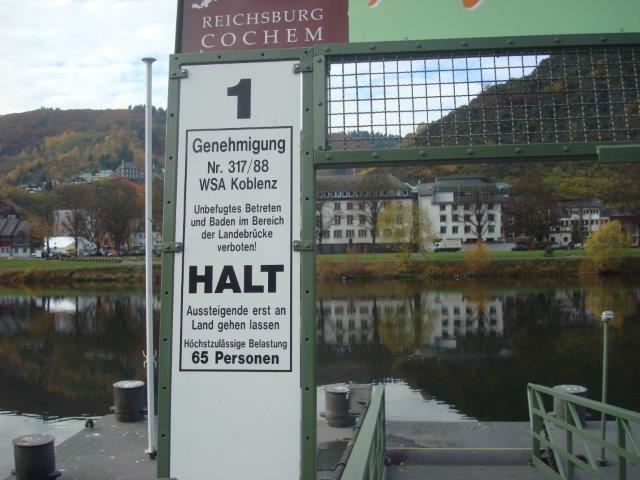 REICHSBURG
COCHEM
1
Genehmigung
Nr. 317/88
WSA Koblenz
Unbefugtes Betreten
und Baden im Bereich
der Landebrücke
verboten!
HALT
Aussteigende erst an
Land gehen lassen
Höchstzulässige Belastung
65 Personen